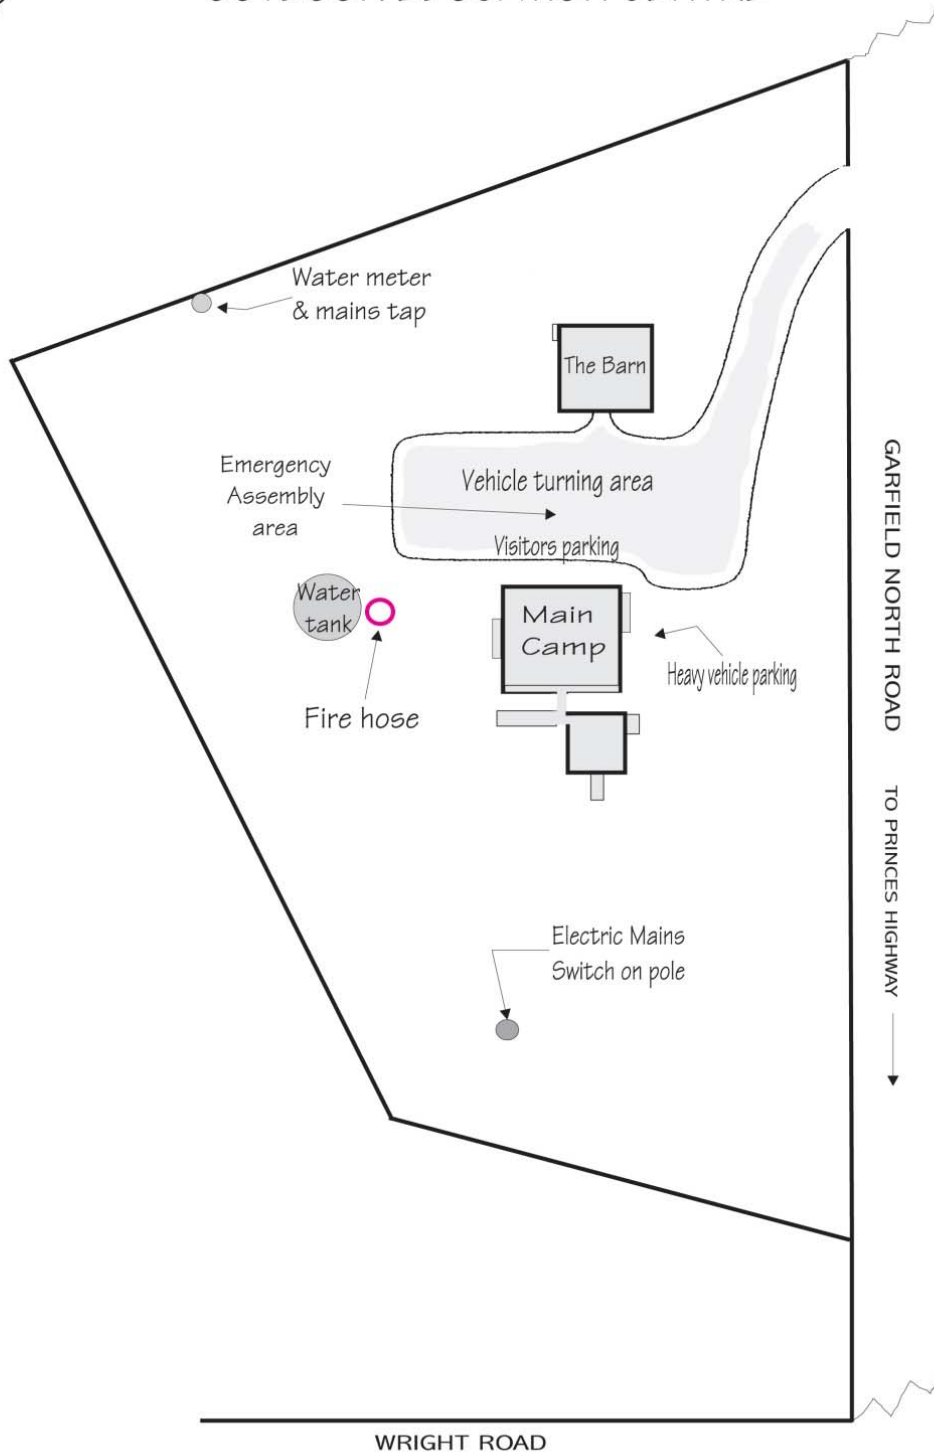 Water meter
& mains tap
The Barn
Emergency
Assembly
area
Vehicle turning area
Visitors parking
Water
tank
Main
Camp
Heavy vehicle parking
Fire hose
Electric Mains
Switch on pole
GARFIELD NORTH ROAD
TO PRINCES HIGHWAY
WRIGHT ROAD